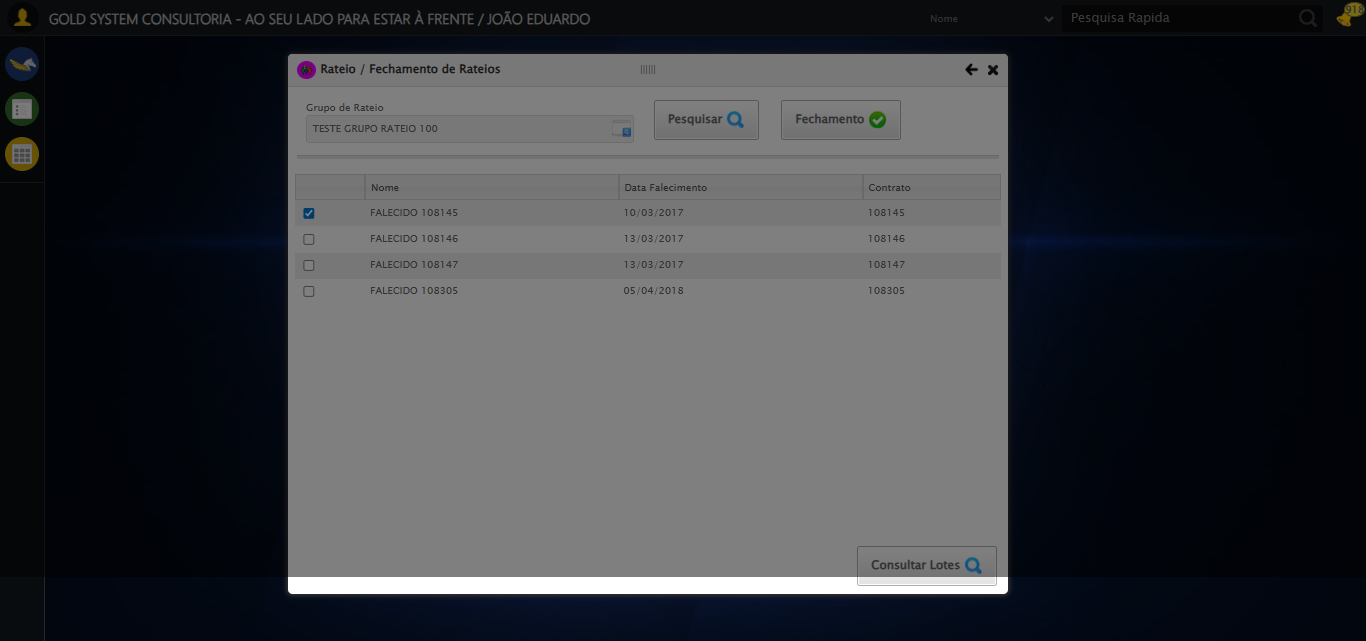 GOLD SYSTEM CONSULTORIA - AO SEU LADO PARA ESTAR À FRENTE / JOÃO EDUARDO
Nome
Pesquisa Rapida
918
Rateio / Fechamento de Rateios
Grupo de Rateio
TESTE GRUPO RATEIO 100
Pesquisar
Fechamento
Nome Data Falecimento Contrato
FALECIDO 108145 10/03/2017 108145
FALECIDO 108146 13/03/2017 108146
FALECIDO 108147 13/03/2017 108147
FALECIDO 108305 05/04/2018 108305
Consultar Lotes